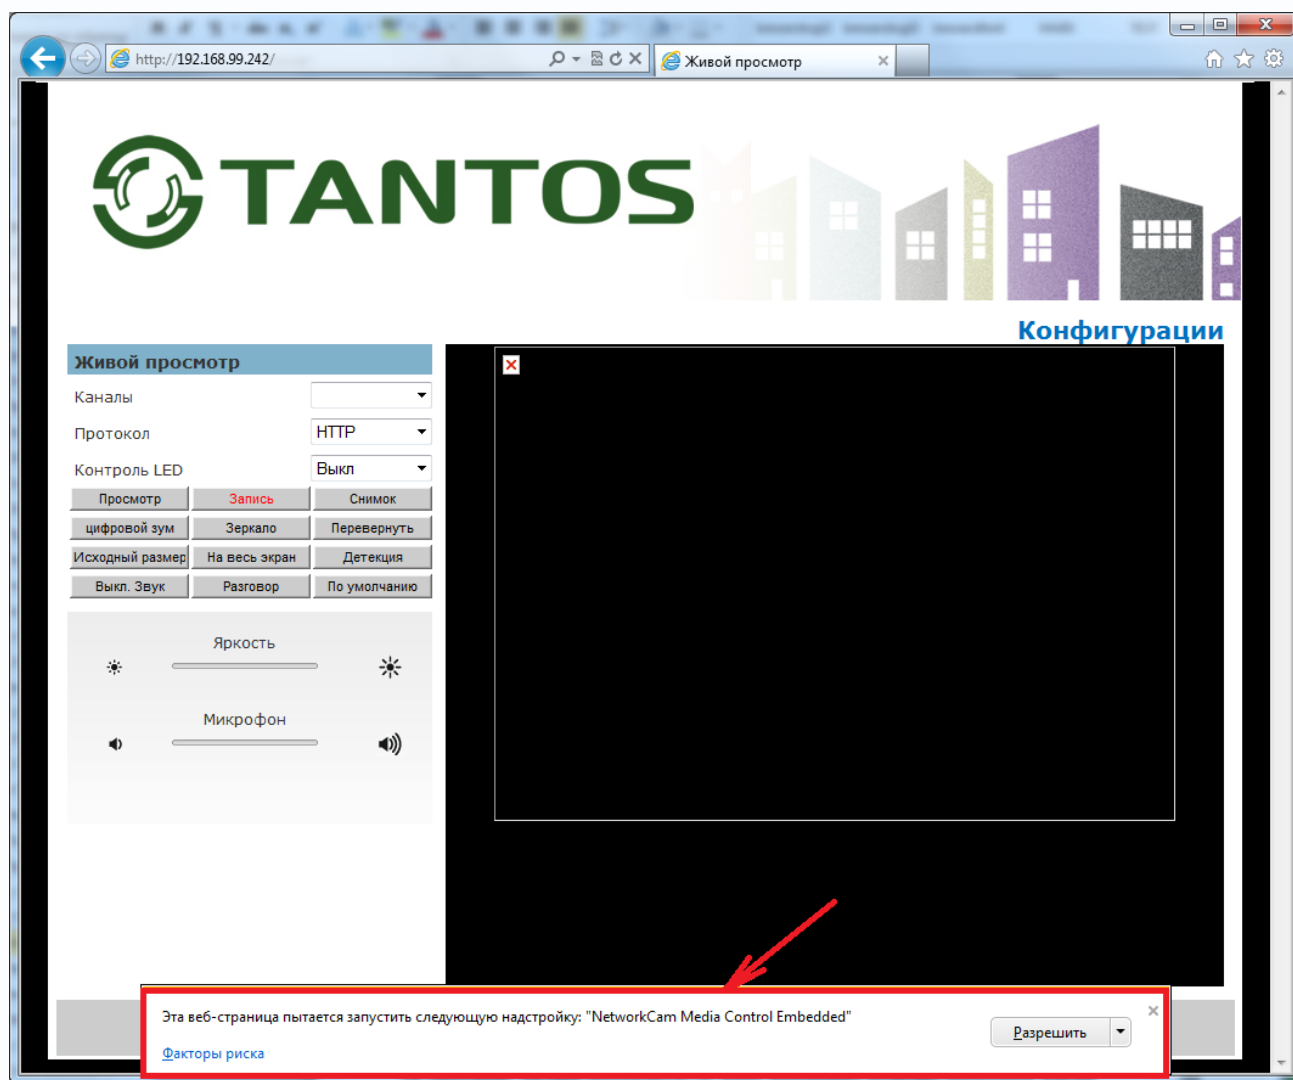 http://192.168.99.242/
Живой просмотр
TANTOS
Конфигурации
Живой просмотр
Каналы
Протокол HTTP
Контроль LED Выкл
Просмотр Запись Снимок
цифровой зум Зеркало Перевернуть
Исходный размер На весь экран Детекция
Выкл. Звук Разговор По умолчанию
Яркость
Микрофон
Эта веб-страница пытается запустить следующую надстройку: "NetworkCam Media Control Embedded"
Разрешить
Факторы риска